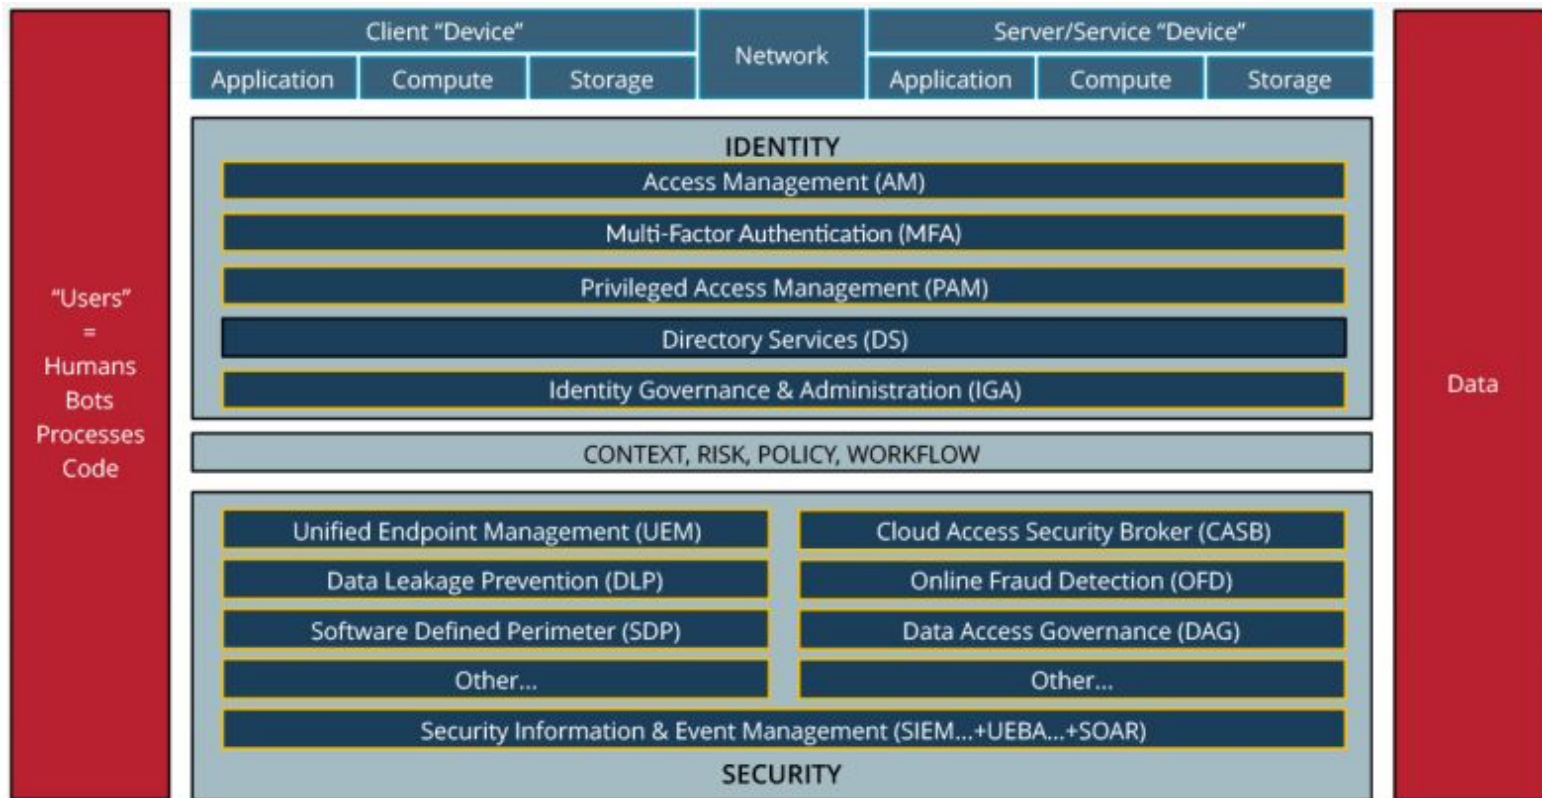 "Users"
=
Humans
Bots
Processes
Code
Client “Device”
Application
Compute
Storage
Network
Server/Service “Device”
Application
Compute
Storage
IDENTITY
Access Management (AM)
Multi-Factor Authentication (MFA)
Privileged Access Management (PAM)
Directory Services (DS)
Identity Governance & Administration (IGA)
CONTEXT, RISK, POLICY, WORKFLOW
Unified Endpoint Management (UEM)
Cloud Access Security Broker (CASB)
Data Leakage Prevention (DLP)
Online Fraud Detection (OFD)
Software Defined Perimeter (SDP)
Data Access Governance (DAG)
Other...
Other...
Security Information & Event Management (SIEM...+UEBA...+SOAR)
SECURITY
Data